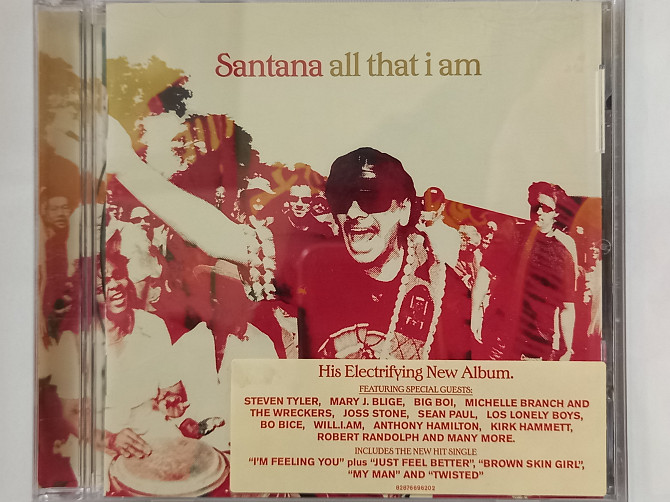 Santana all that i am
His Electrifying New Album.
FEATURING SPECIAL GUESTS:
STEVEN TYLER, MARY J. BLIGE, BIG BOI, MICHELLE BRANCH AND
THE WRECKERS, JOSS STONE, SEAN PAUL, LOS LONELY BOYS,
BO BICE, WILL.I.AM, ANTHONY HAMILTON, KIRK HAMMETT,
ROBERT RANDOLPH AND MANY MORE.
INCLUDES THE NEW HIT SINGLE
“I’M FEELING YOU” plus “JUST FEEL BETTER”, “BROWN SKIN GIRL”,
“MY MAN” AND “TWISTED”
82876696202